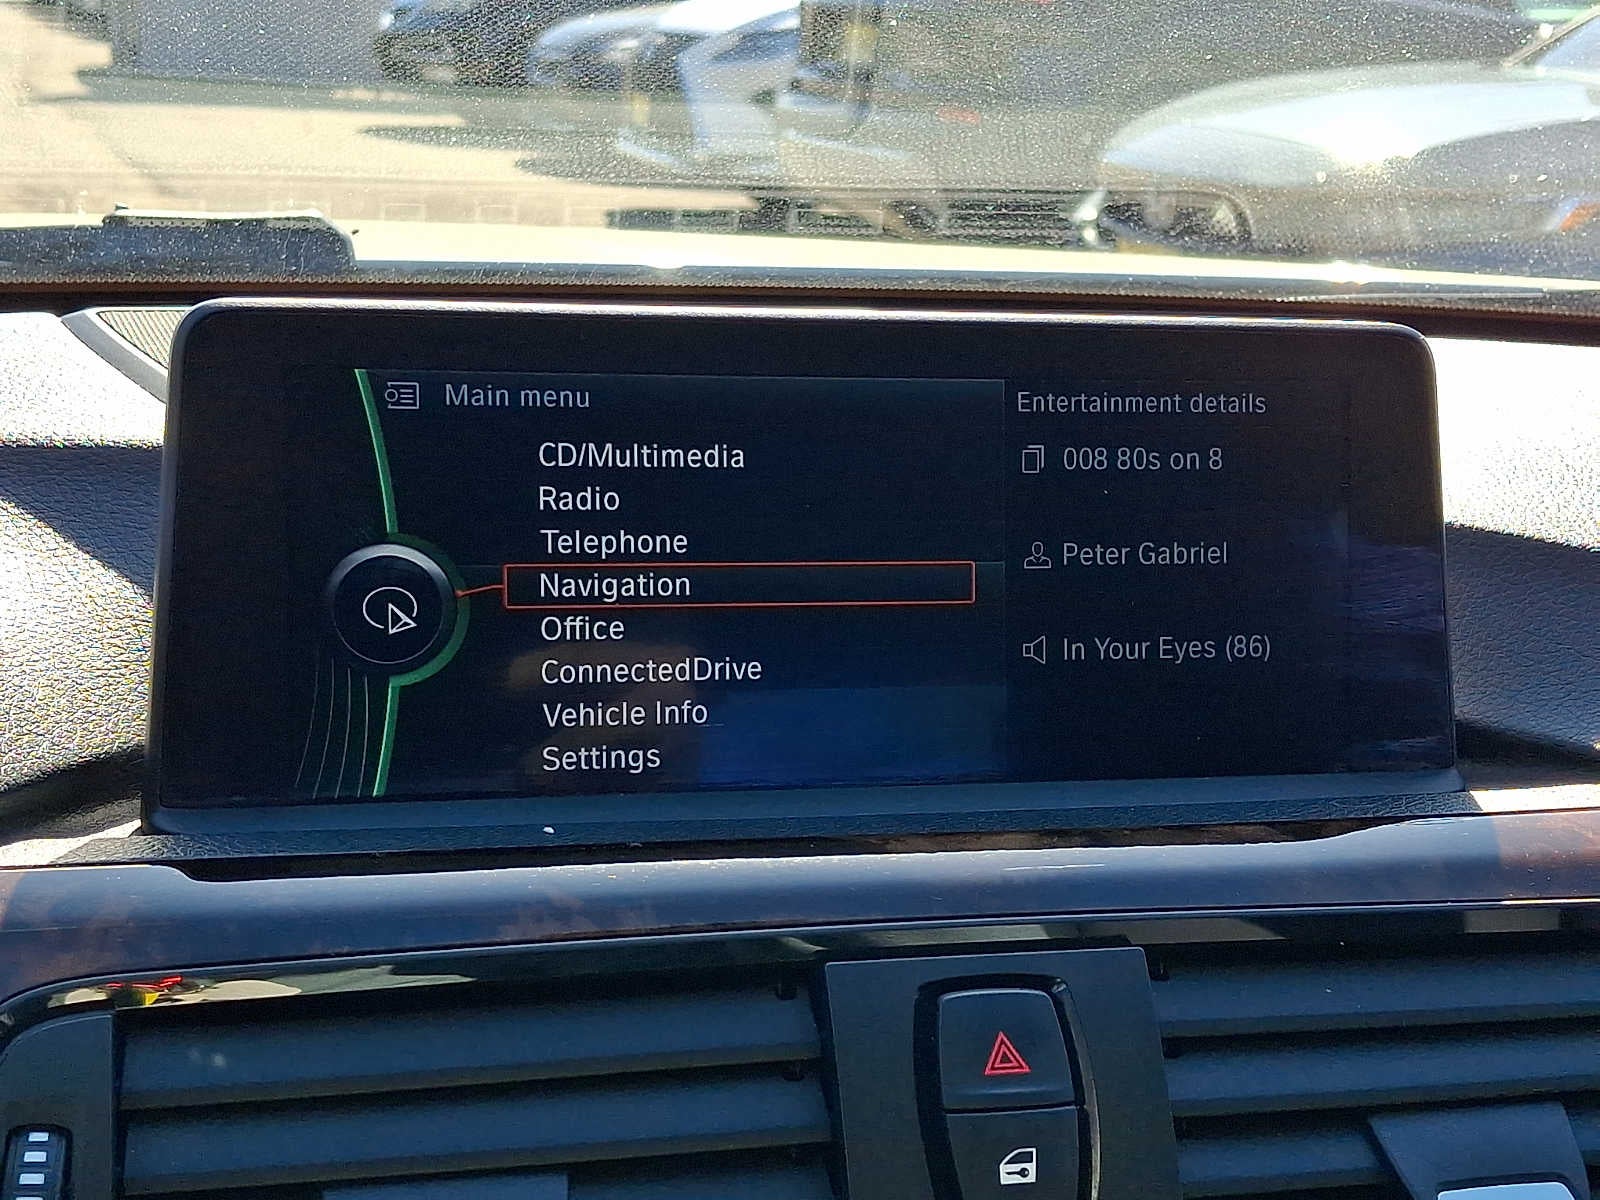 Main menu
CD/Multimedia
Radio
Telephone
Navigation
Office
ConnectedDrive
Vehicle Info
Settings
Entertainment details
008 80s on 8
Peter Gabriel
In Your Eyes (86)